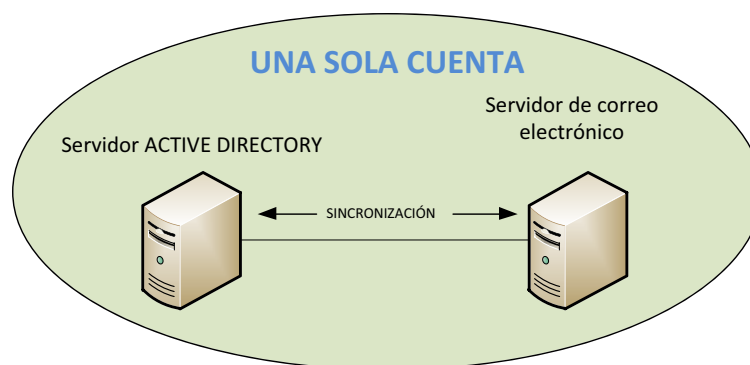 UNA SOLA CUENTA
Servidor de correo
electrónico
Servidor ACTIVE DIRECTORY
SINCRONIZACIÓN